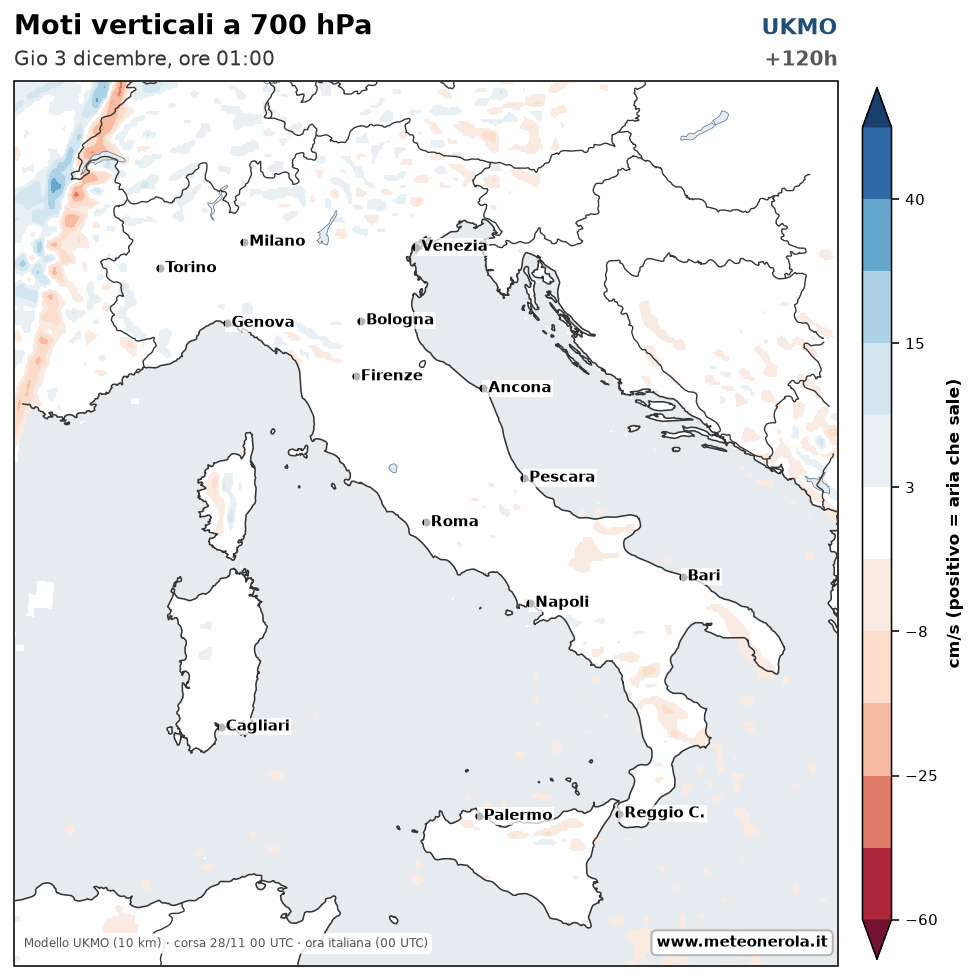 Moti verticali a 700 hPa
UKMO
Gio 3 dicembre, ore 01:00
+120h
Milano
Venezia
Torino
Genova
Bologna
Firenze
Ancona
Pescara
Roma
Bari
Napoli
Cagliari
Palermo
Reggio C.
40
15
3
−8
−25
−60
cm/s (positivo = aria che sale)
Modello UKMO (10 km) · corsa 28/11 00 UTC · ora italiana (00 UTC)
www.meteonerola.it